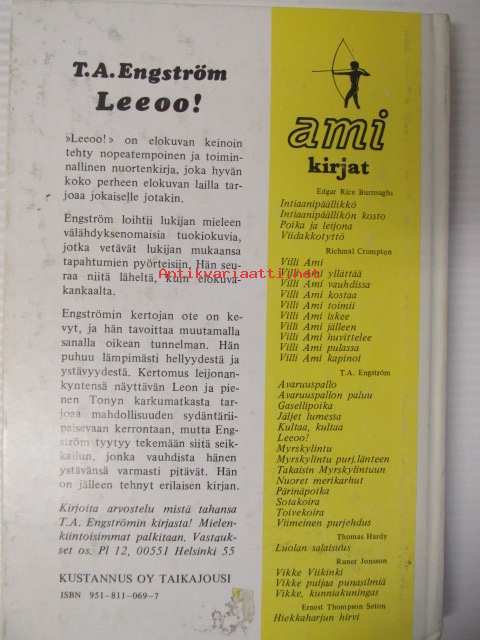 T.A. Engström
Leeoo!
»Leeoo!» on elokuvan keinoin
tehty nopeatempoinen ja toimin-
nallinen nuortenkirja, joka hyvän
koko perheen elokuvan lailla tar-
joaa jokaiselle jotakin.
Engström loihtii lukijan mieleen
välähdyksenomaisia tuokiokuvia,
jotka vetävät lukijan mukaansa
tapahtumien pyörteisiin. Hän seu-
raa niitä läheltä, kuin elokuva-
kankaalta.
Engströmin kertojan ote on ke-
vyt, ja hän tavoittaa muutamalla
sanalla oikean tunnelman. Hän
puhuu lämpimästi hellyydestä ja
ystävyydestä. Kertomus leijonan-
kyntensä näyttävän Leon ja pie-
nen Tonyn karkumatkasta tar-
joaa mahdollisuuden sydäntärii-
paisevaan kerrontaan, mutta Eng-
ström tyytyy tekemään siitä seik-
kailun, jonka vauhdista hänen
ystävänsä varmasti pitävät. Hän
on jälleen tehnyt erilaisen kirjan.
Kirjoita arvostelu mistä tahansa
T.A. Engströmin kirjasta! Mielen-
kiintoisimmat palkitaan. Vastauk-
set os. Pl 12, 00551 Helsinki 55
KUSTANNUS OY TAIKAJOUSI
ISBN 951-811-069-7
ami
kirjat
Edgar Rice Burroughs
Intiaanipäällikkö
Intiaanipäällikön kosto
Poika ja leijona
Viidakkotyttö
Richmal Crompton
Villi Ami
Villi Ami yllättää
Villi Ami vauhdissa
Villi Ami kostaa
Villi Ami toimii
Villi Ami iskee
Villi Ami jälleen
Villi Ami huvittelee
Villi Ami pulassa
Villi Ami kapinoi
T.A. Engström
Avaruuspallo
Avaruuspallon paluu
Gasellipoika
Jäljet lumessa
Kultaa, kultaa
Leeoo!
Myrskylintu
Myrskylintu purj.länteen
Takaisin Myrskylintuun
Nuoret merikarhut
Pärinäpoika
Sotakoira
Toivekoira
Viimeinen purjehdus
Thomas Hardy
Luolan salaisuus
Runer Jonsson
Vikke Viikinki
Vikke puijaa punasilmiä
Vikke, kunniakuningas
Ernest Thompson Seton
Hiekkaharjun hirvi
Antikvariaatti.net